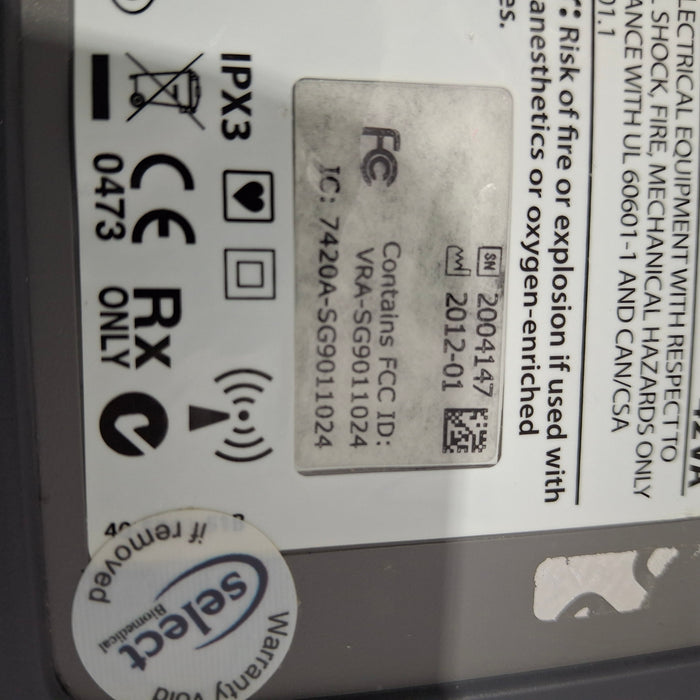 LECTRICAL EQUIPMENT WITH RESPECT TO
SHOCK, FIRE, MECHANICAL HAZARDS ONLY
ANCE WITH UL 60601-1 AND CAN/CSA
01.1
: Risk of fire or explosion if used with
anesthetics or oxygen-enriched
es.
SN 2004147
2012-01
FC Contains FCC ID:
VRA-SG9011024
IC: 7420A-SG9011024
IPX3
CE
0473
RX
ONLY
if removed
select
Biomedical
Warranty
void